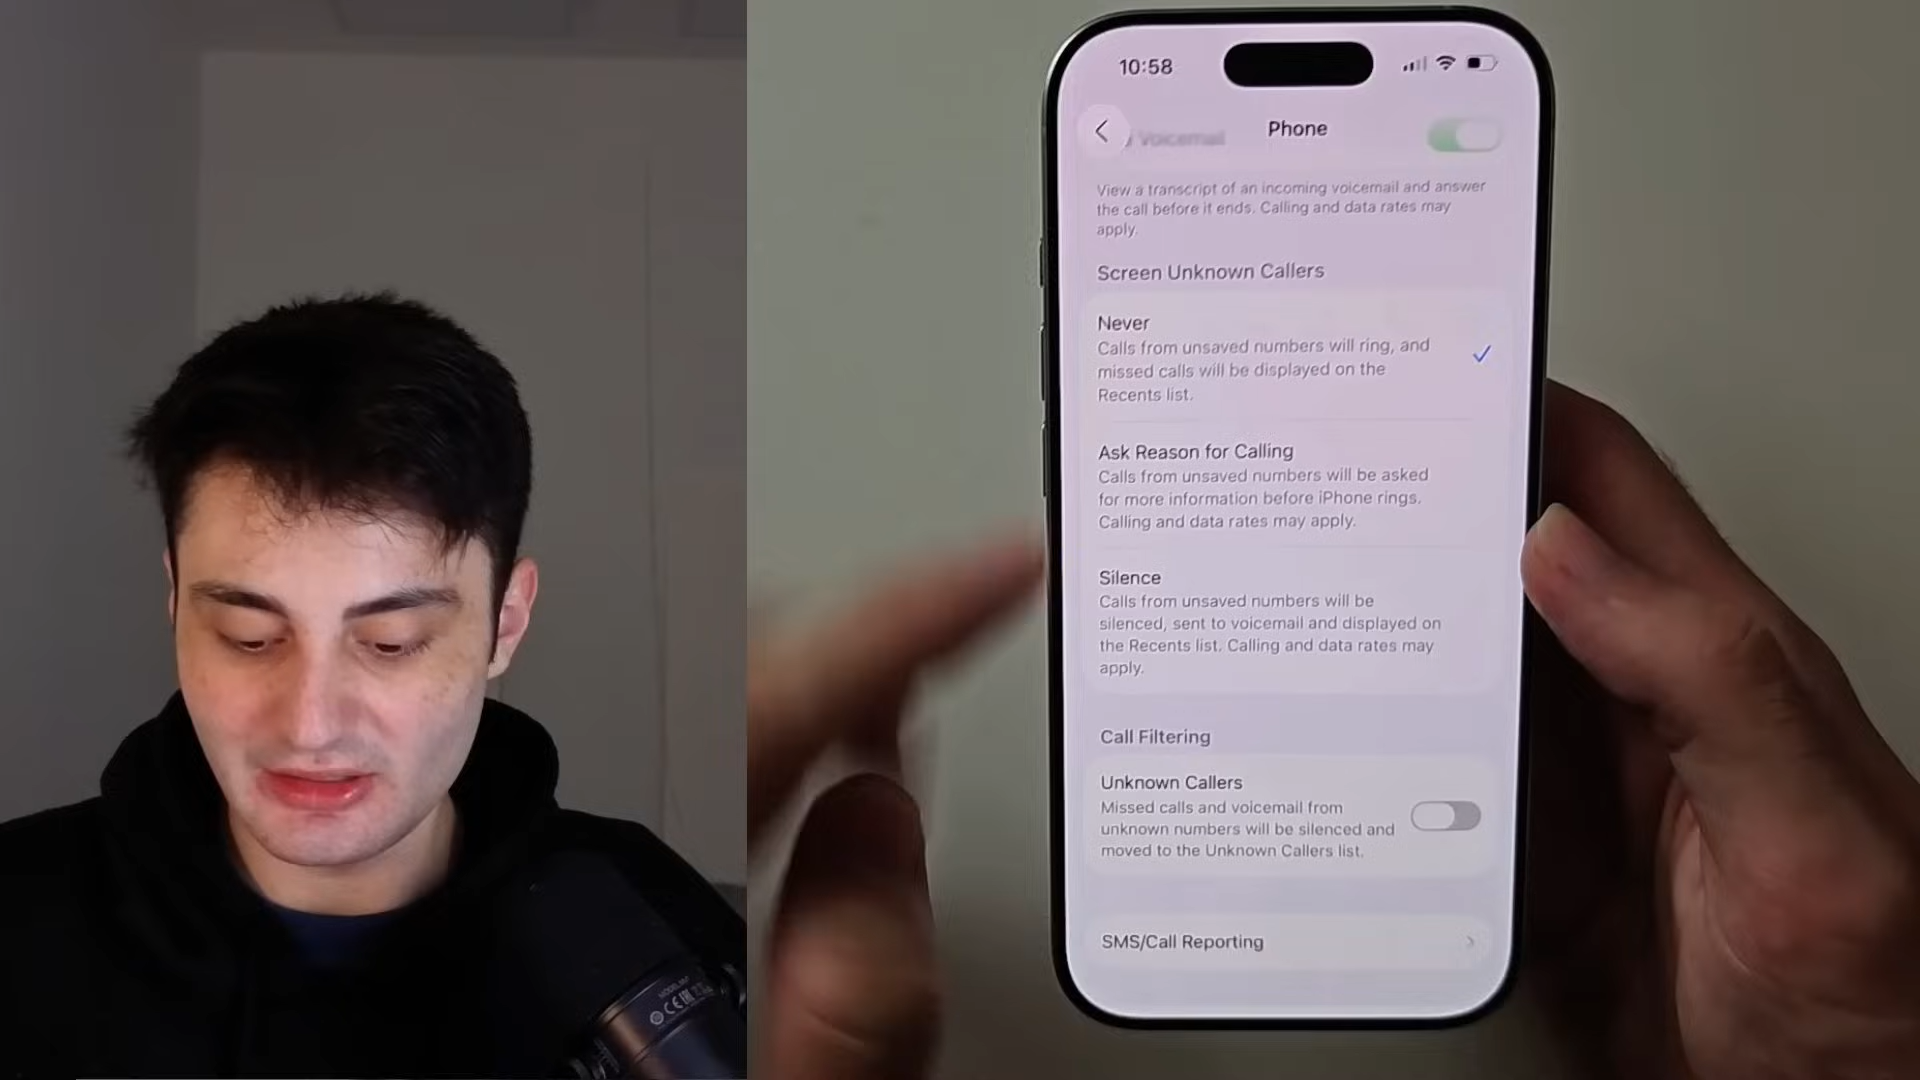 10:58
Phone
Voicemail
View a transcript of an incoming voicemail and answer
the call before it ends. Calling and data rates may
apply.
Screen Unknown Callers
Never
Calls from unsaved numbers will ring, and
missed calls will be displayed on the
Recents list.
Ask Reason for Calling
Calls from unsaved numbers will be asked
for more information before iPhone rings.
Calling and data rates may apply.
Silence
Calls from unsaved numbers will be
silenced, sent to voicemail and displayed on
the Recents list. Calling and data rates may
apply.
Call Filtering
Unknown Callers
Missed calls and voicemail from
unknown numbers will be silenced and
moved to the Unknown Callers list.
SMS/Call Reporting